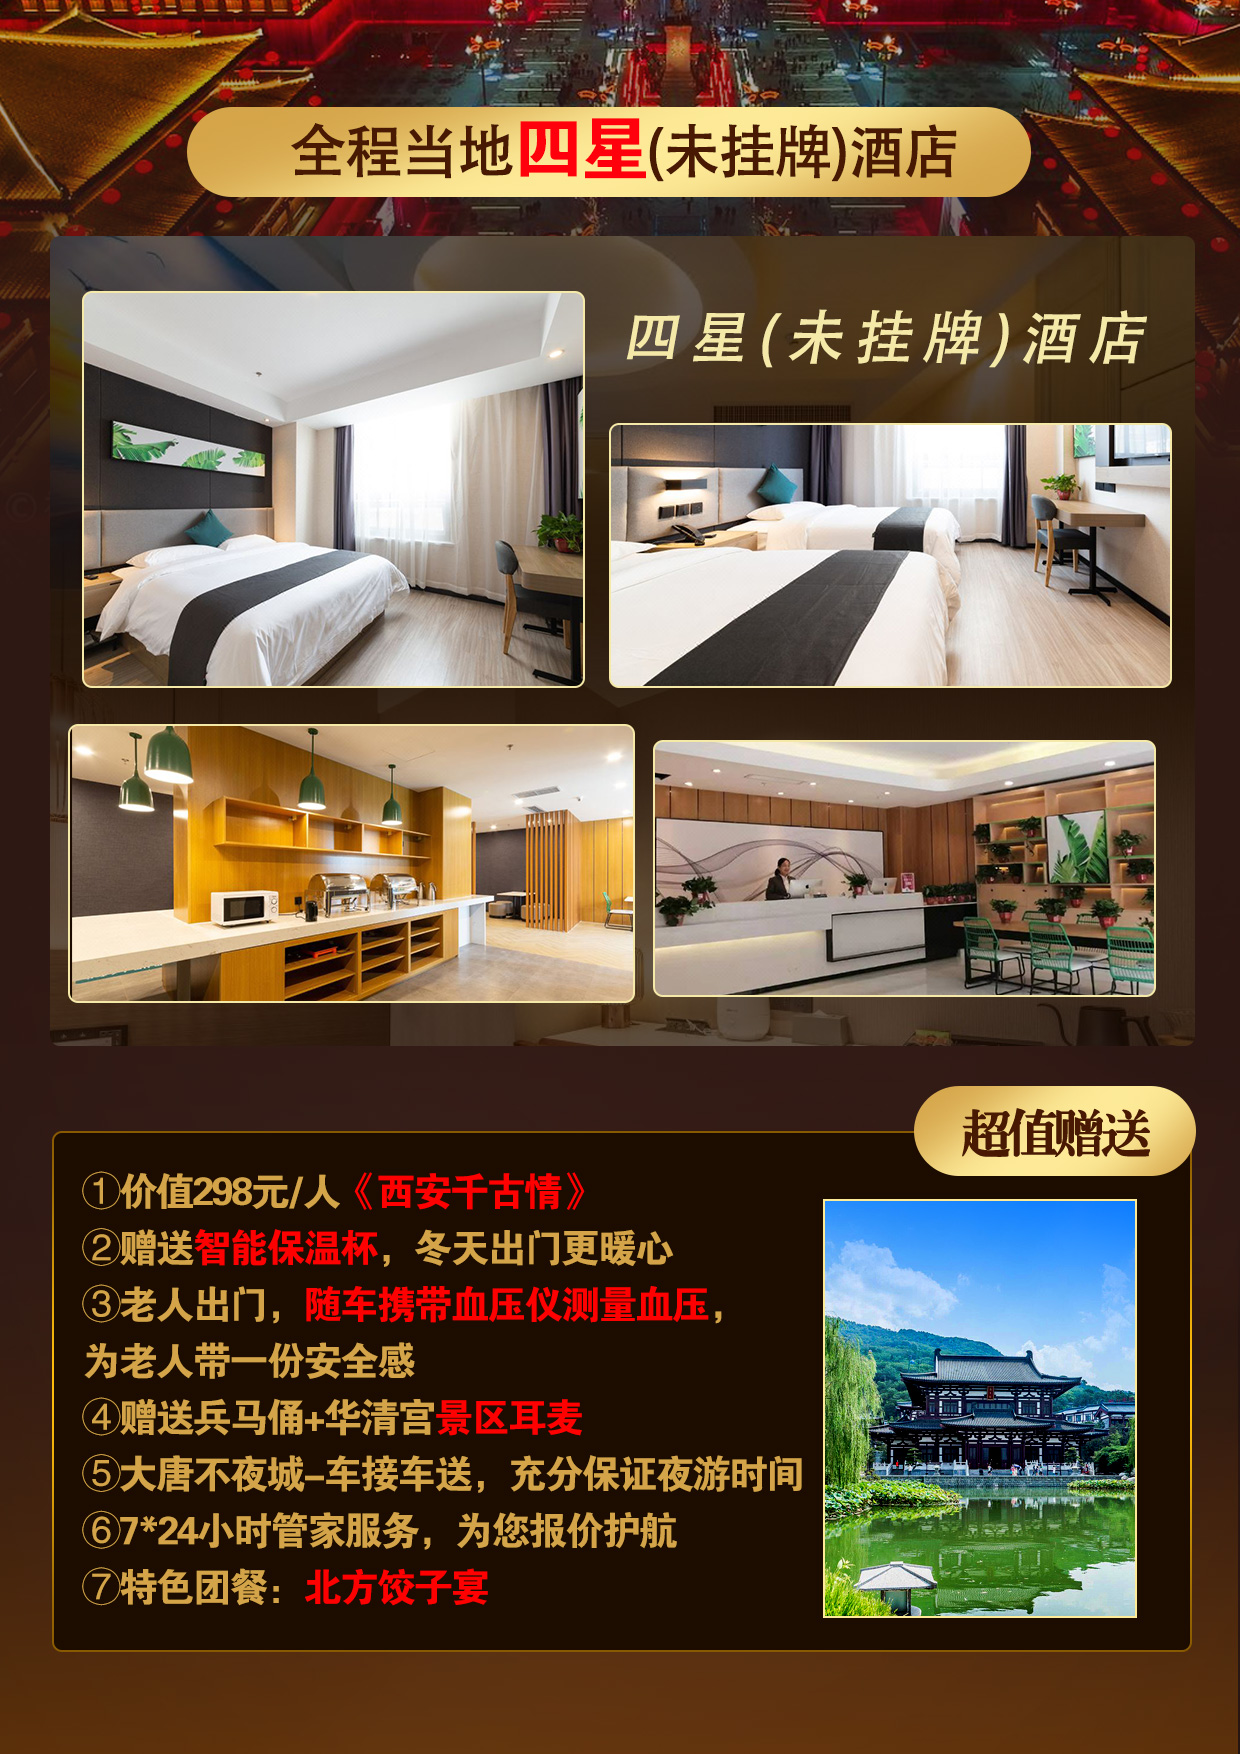 全程当地四星(未挂牌)酒店
四星(未挂牌)酒店
超值赠送
①价值298元/人《西安千古情》
②赠送智能保温杯，冬天出门更暖心
③老人出门，随车携带血压仪测量血压，
为老人带一份安全感
④赠送兵马俑+华清宫景区耳麦
⑤大唐不夜城-车接车送，充分保证夜游时间
⑥7*24小时管家服务，为您报价护航
⑦特色团餐：北方饺子宴